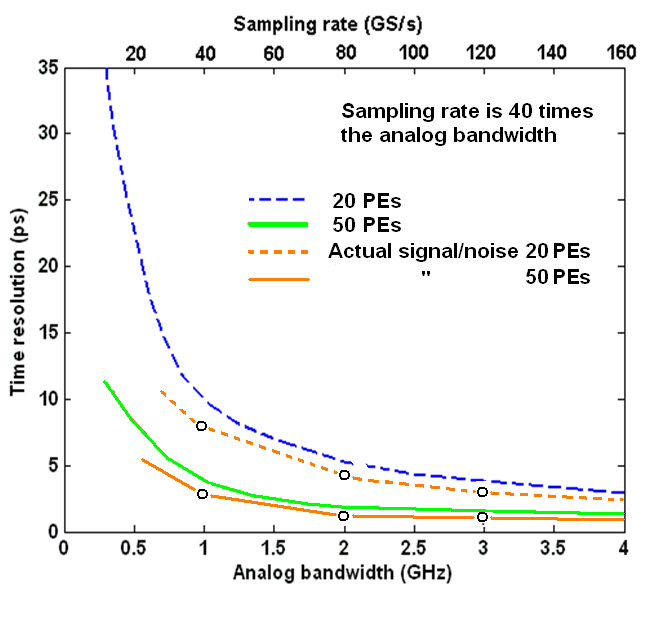 Sampling rate (GS/s)
20 40 60 80 100 120 140 160
35
Sampling rate is 40 times
30
the analog bandwidth
25
20 PEs
50 PEs
Actual signal/noise 20 PEs
" 50 PEs
20
15
10
5
0
Time resolution (ps)
0 0.5 1 1.5 2 2.5 3 3.5 4
Analog bandwidth (GHz)